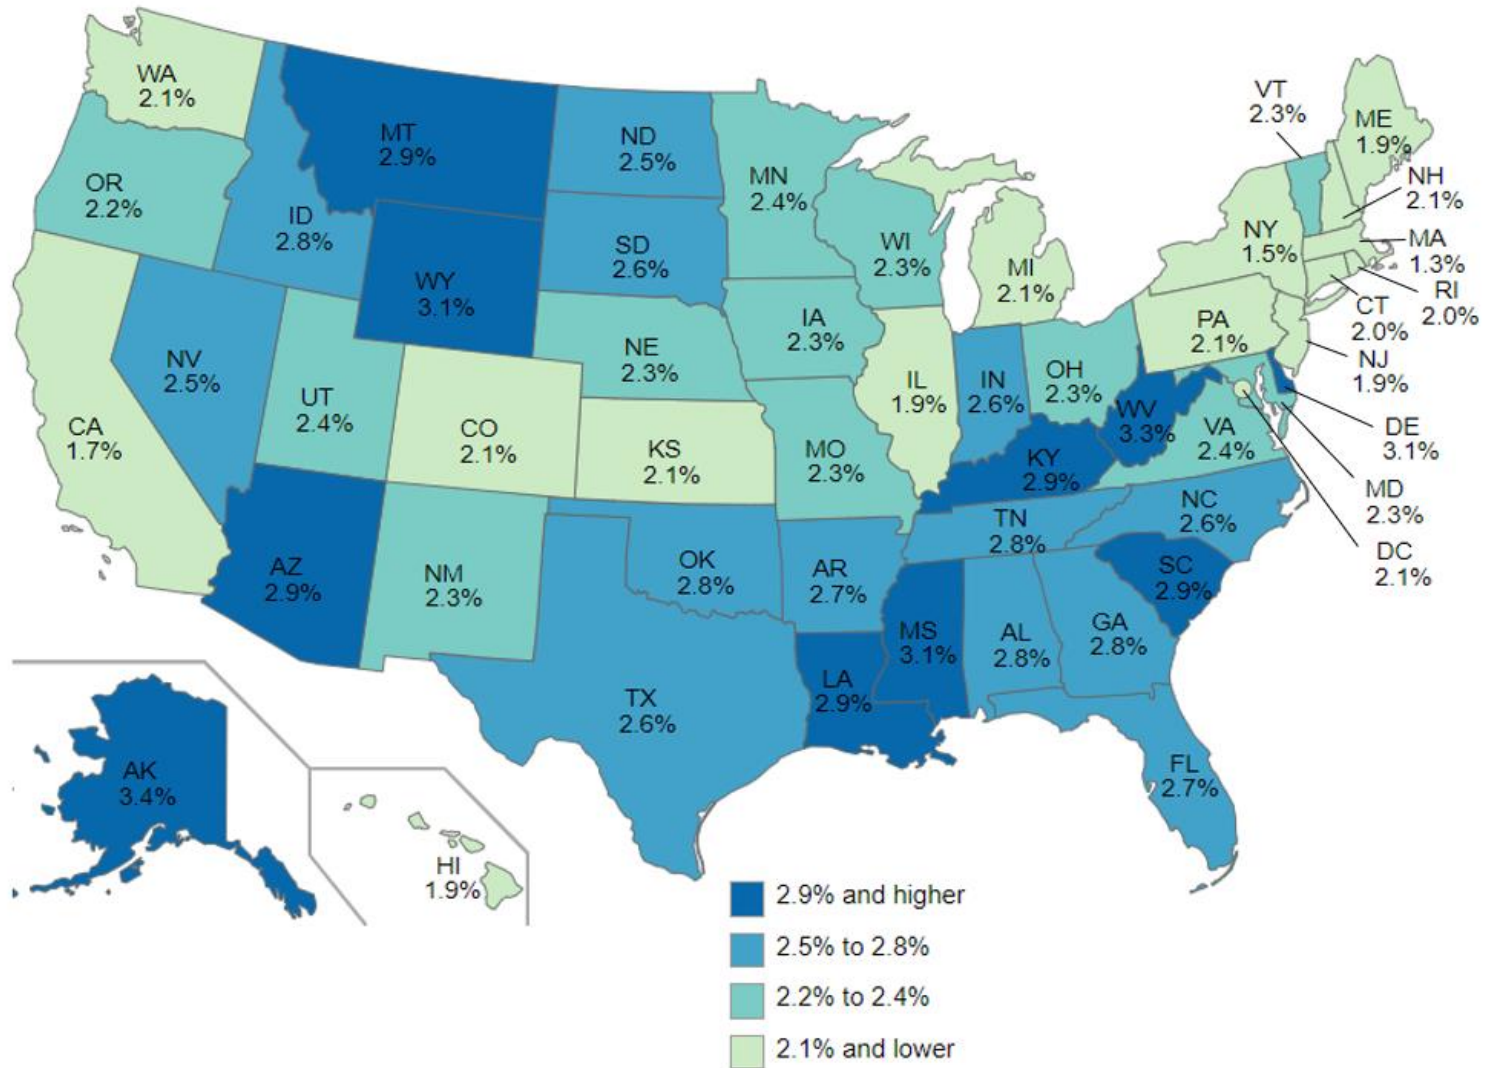 WA
2.1%
OR
2.2%
CA
1.7%
ID
2.8%
NV
2.5%
MT
2.9%
WY
3.1%
UT
2.4%
AZ
2.9%
CO
2.1%
NM
2.3%
ND
2.5%
SD
2.6%
NE
2.3%
KS
2.1%
OK
2.8%
TX
2.6%
MN
2.4%
IA
2.3%
MO
2.3%
AR
2.7%
LA
2.9%
WI
2.3%
IL
1.9%
MI
2.1%
IN
2.6%
OH
2.3%
KY
2.9%
TN
2.8%
MS
3.1%
AL
2.8%
GA
2.8%
FL
2.7%
SC
2.9%
NC
2.6%
VA
2.4%
WV
3.3%
PA
2.1%
NY
1.5%
VT
2.3%
ME
1.9%
NH
2.1%
MA
1.3%
RI
2.0%
CT
2.0%
NJ
1.9%
DE
3.1%
MD
2.3%
DC
2.1%
AK
3.4%
HI
1.9%
2.9% and higher
2.5% to 2.8%
2.2% to 2.4%
2.1% and lower